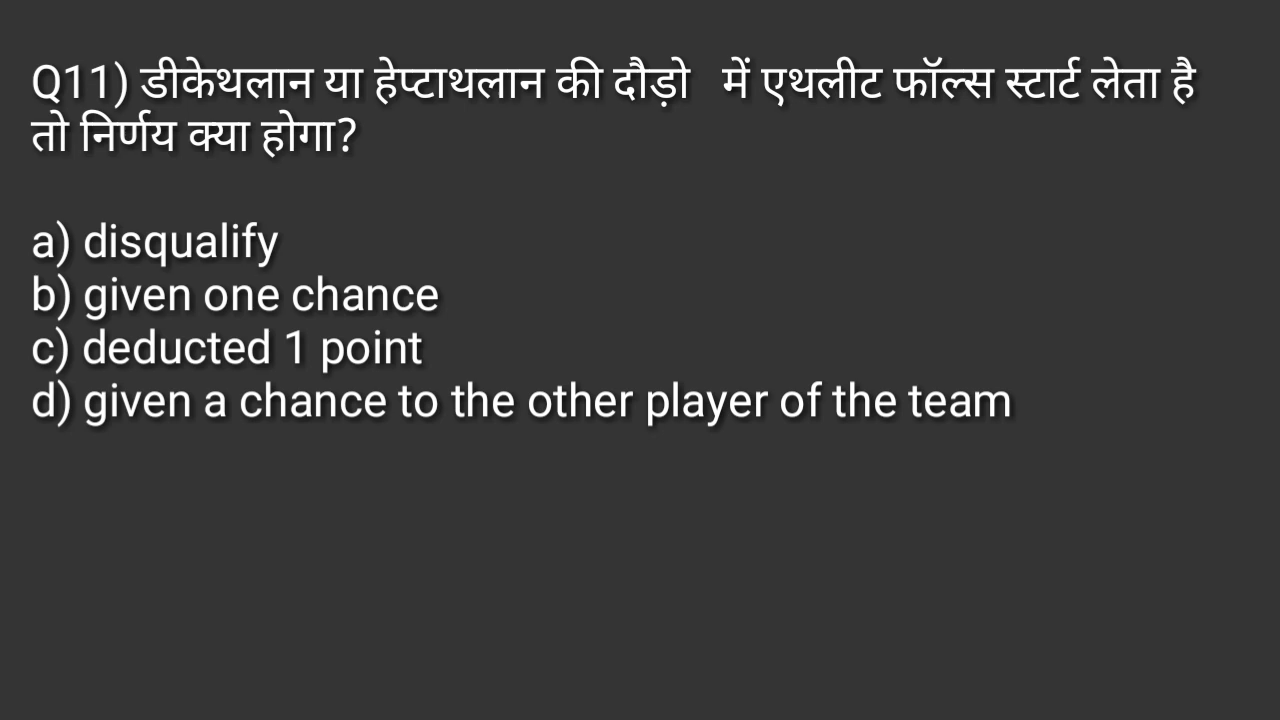 Q11) डीकेथलान या हेप्टाथलान की दौड़ो में एथलीट फॉल्स स्टार्ट लेता है
तो निर्णय क्या होगा?
a) disqualify
b) given one chance
c) deducted 1 point
d) given a chance to the other player of the team